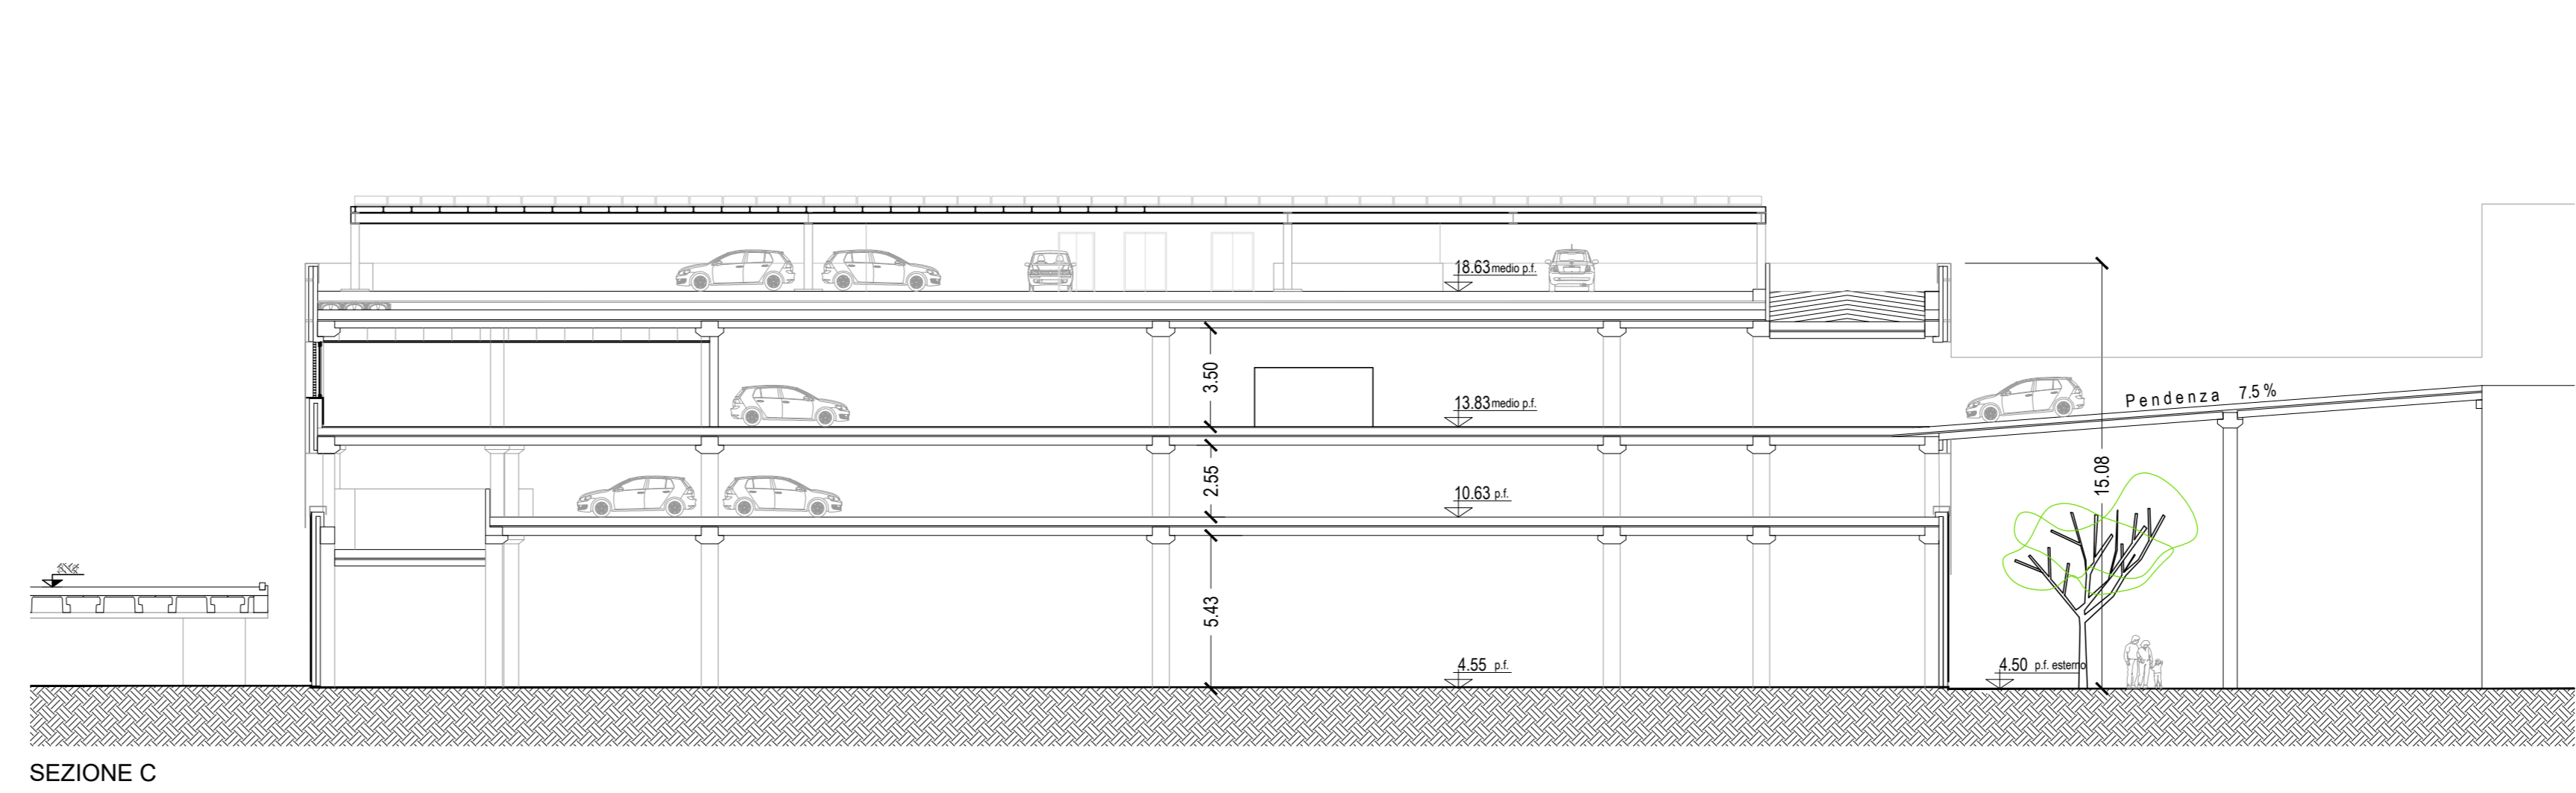 18.63 medio p.f.
3.50
13.83 medio p.f.
Pendenza 7.5 %
2.55
10.63 p.f.
15.08
5.43
4.55 p.f.
4.50 p.f. esterno
SEZIONE C